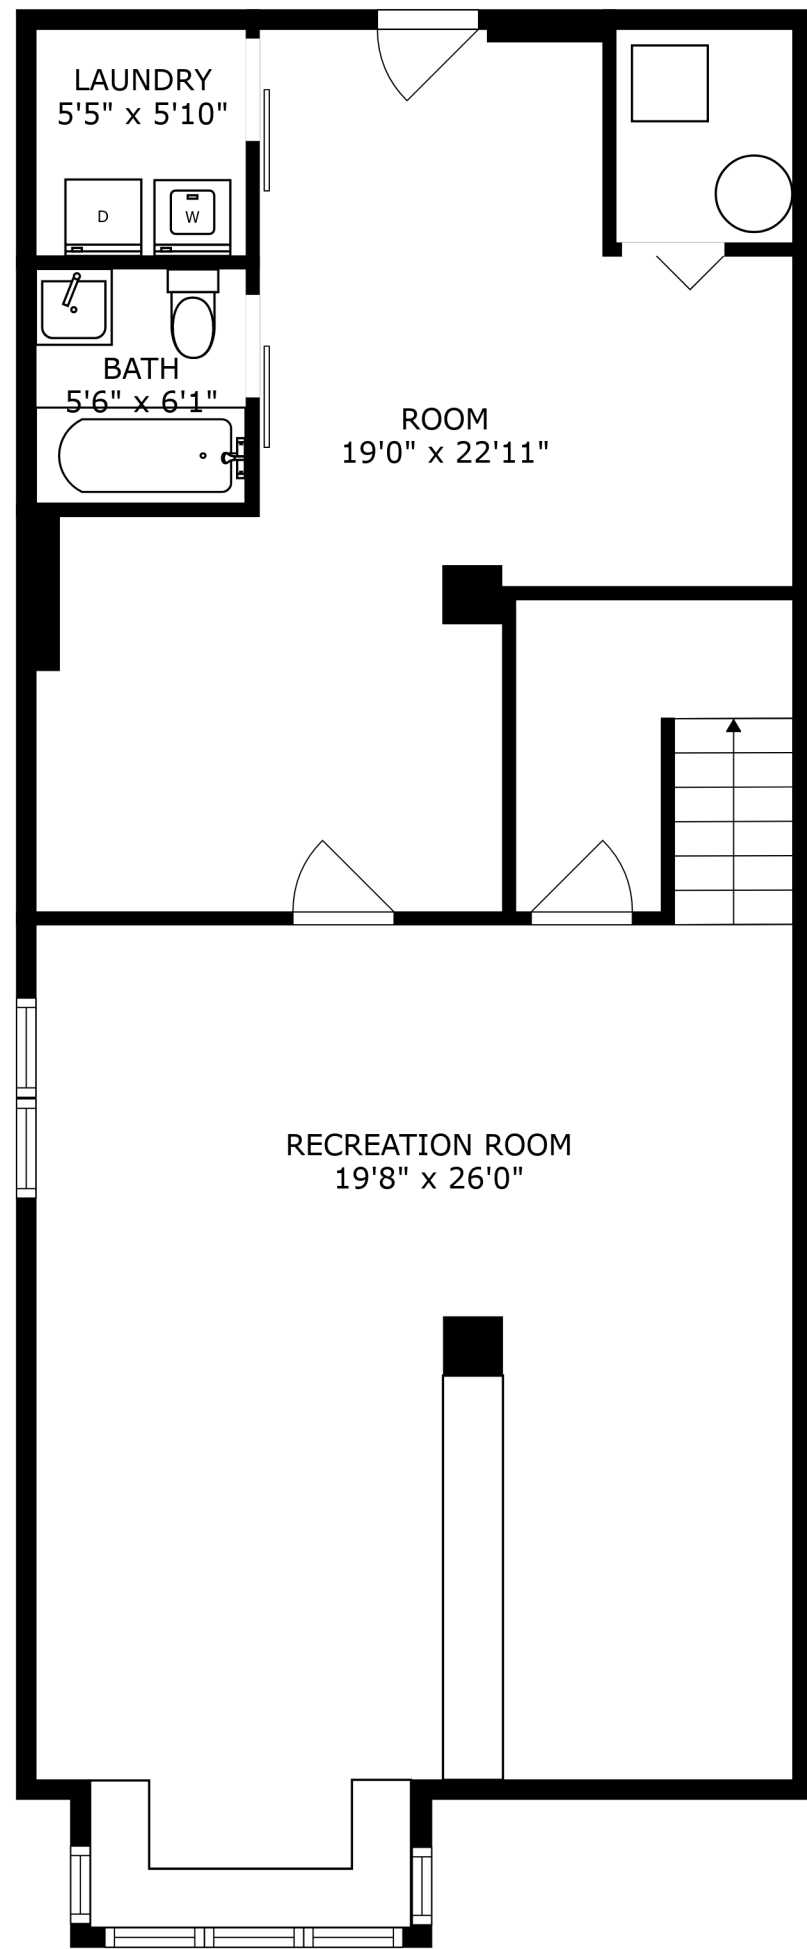 LAUNDRY
5'5" x 5'10"
D
W
BATH
5'6" x 6'1"
ROOM
19'0" x 22'11"
RECREATION ROOM
19'8" x 26'0"